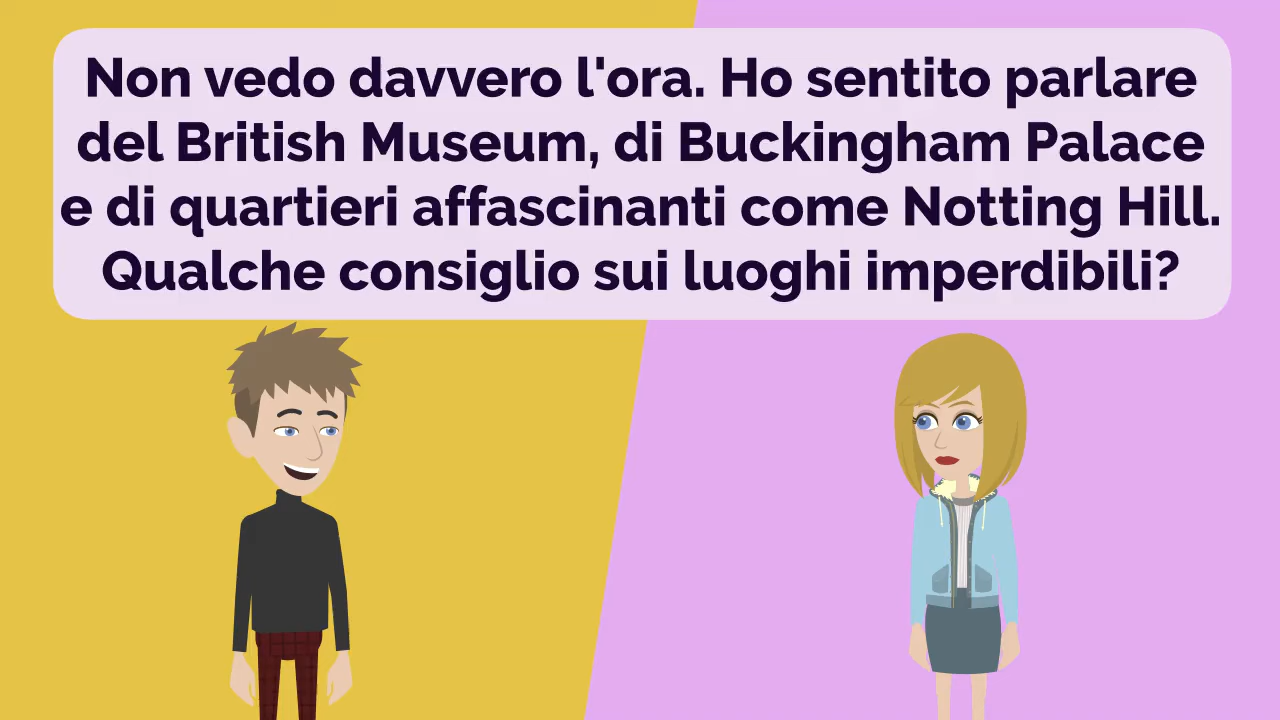 Non vedo davvero l'ora. Ho sentito parlare
del British Museum, di Buckingham Palace
e di quartieri affascinanti come Notting Hill.
Qualche consiglio sui luoghi imperdibili?